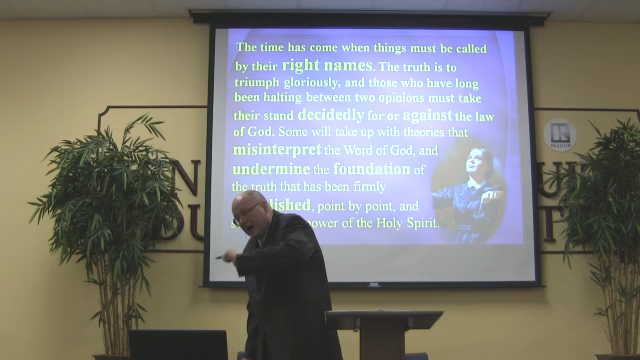 The time has come when things must be called
by their right names. The truth is to
triumph gloriously, and those who have long
been halting between two opinions must take
their stand decidedly for or against the law
of God. Some will take up with theories that
misinterpret the Word of God, and
undermine the foundation of
the truth that has been firmly
point by point, and
power of the Holy Spirit.
REALTOR